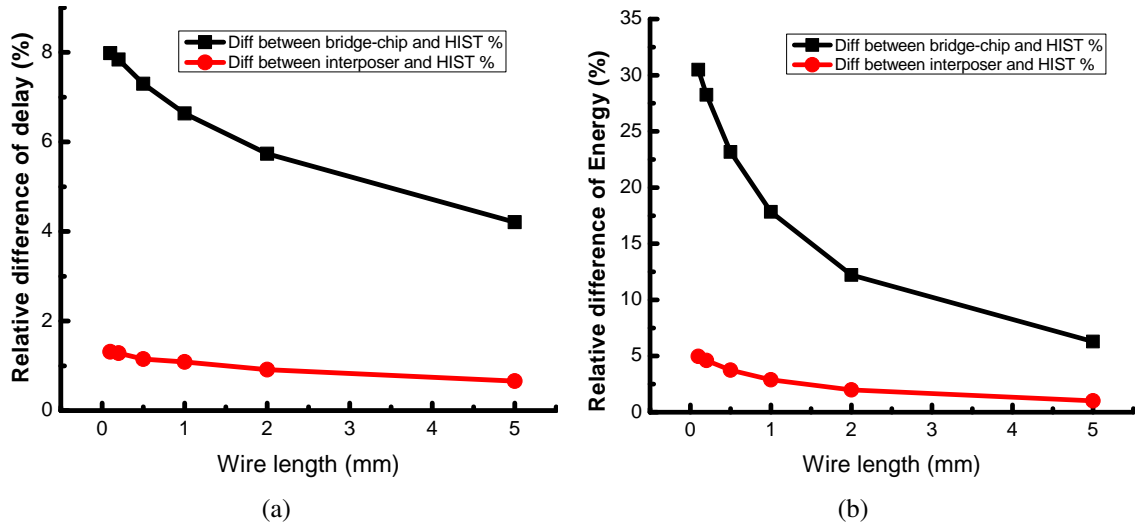 Relative difference of delay (%)
8
6
4
2
0
Diff between bridge-chip and HIST %
Diff between interposer and HIST %
0 1 2 3 4 5
Wire length (mm)
(a)
Relative difference of Energy (%)
35
30
25
20
15
10
5
0
Diff between bridge-chip and HIST %
Diff between interposer and HIST %
0 1 2 3 4 5
Wire length (mm)
(b)